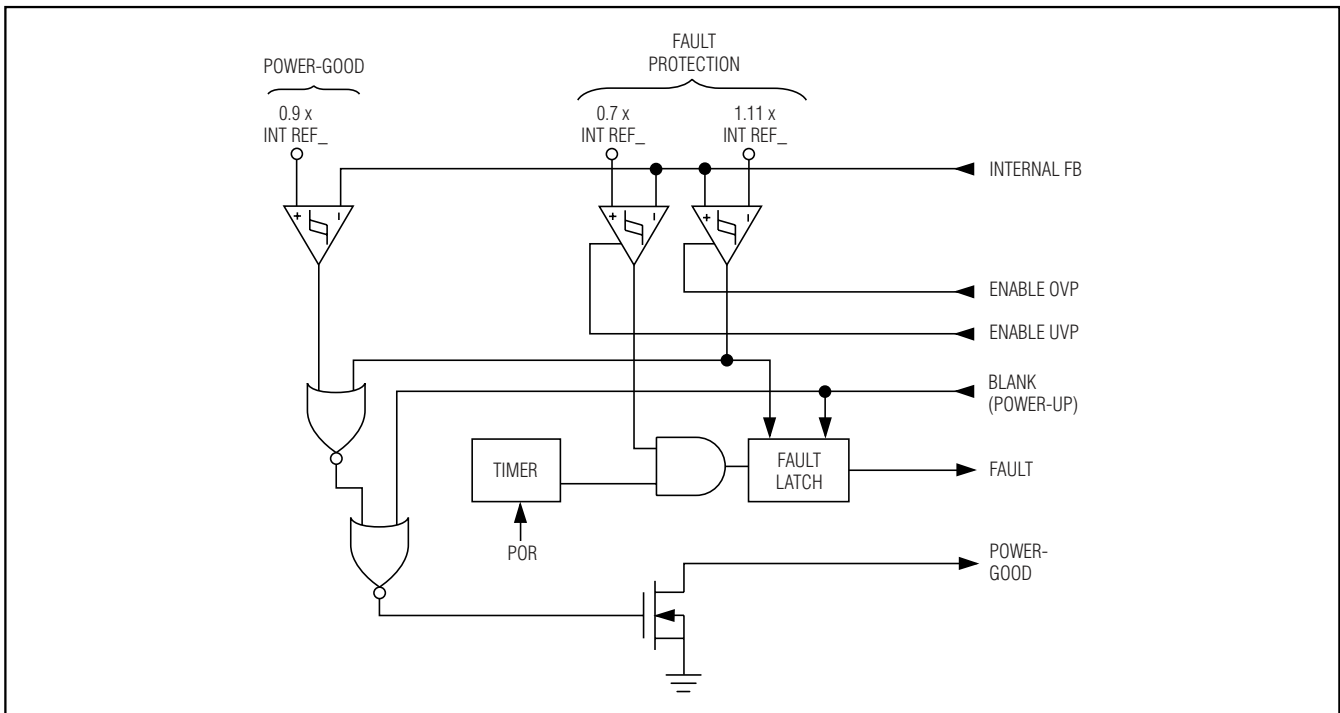 POWER-GOOD
FAULT
PROTECTION
0.9 x
INT REF_
0.7 x
INT REF_
1.11 x
INT REF_
INTERNAL FB
+ –
+ –
+ –
ENABLE OVP
ENABLE UVP
BLANK
(POWER-UP)
TIMER
FAULT
LATCH
FAULT
POR
POWER-
GOOD